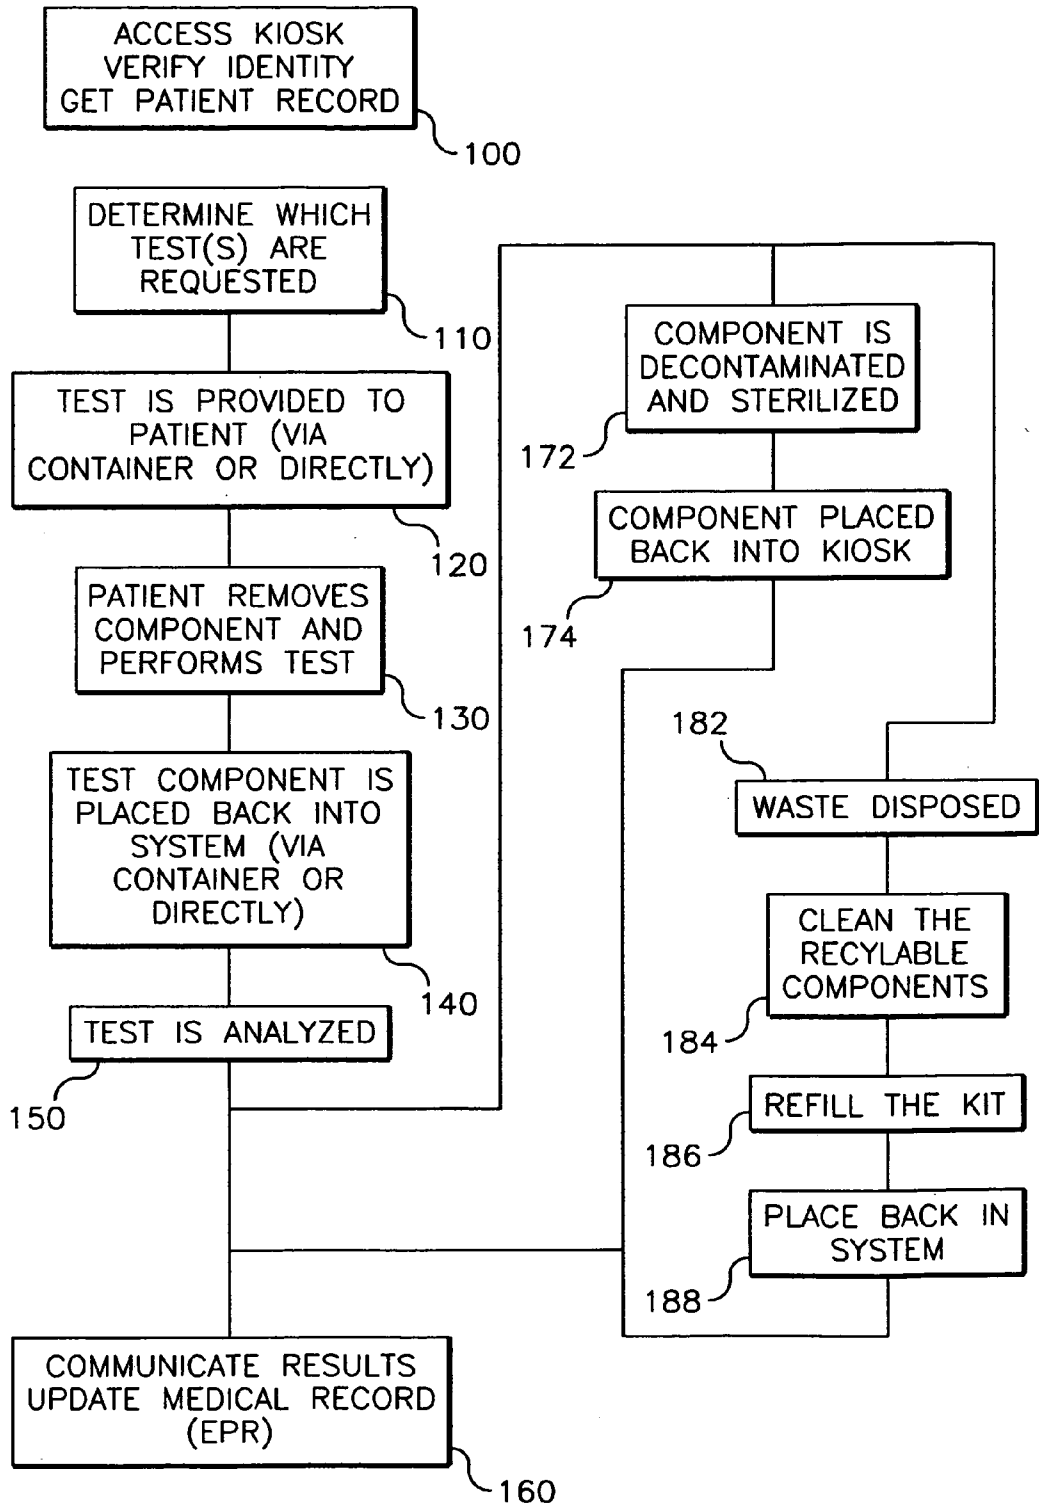 ACCESS KIOSK
VERIFY IDENTITY
GET PATIENT RECORD
100
DETERMINE WHICH
TEST(S) ARE
REQUESTED
110
TEST IS PROVIDED TO
PATIENT (VIA
CONTAINER OR DIRECTLY)
120
PATIENT REMOVES
COMPONENT AND
PERFORMS TEST
130
TEST COMPONENT IS
PLACED BACK INTO
SYSTEM (VIA
CONTAINER OR
DIRECTLY)
140
TEST IS ANALYZED
150
COMPONENT IS
DECONTAMINATED
AND STERILIZED
172
COMPONENT PLACED
BACK INTO KIOSK
174
182
WASTE DISPOSED
CLEAN THE
RECYLABLE
COMPONENTS
184
REFILL THE KIT
186
PLACE BACK IN
SYSTEM
188
COMMUNICATE RESULTS
UPDATE MEDICAL RECORD
(EPR)
160